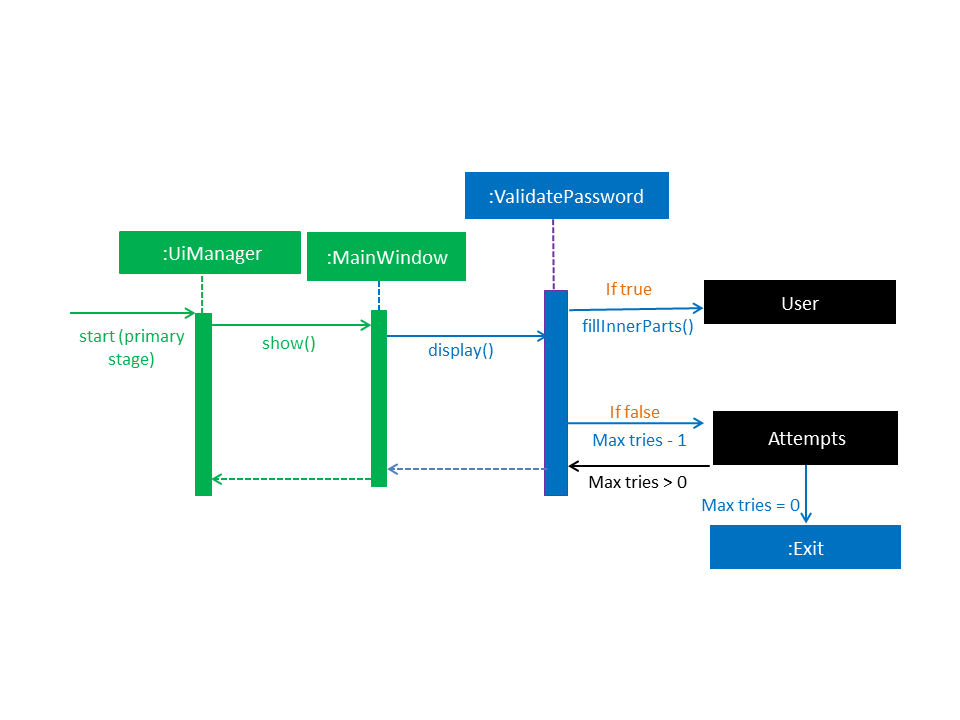 :ValidatePassword
:UiManager
:MainWindow
If true
User
fillInnerParts()
start (primary
stage)
show()
display()
If false
Max tries - 1
Attempts
Max tries > 0
Max tries = 0
:Exit